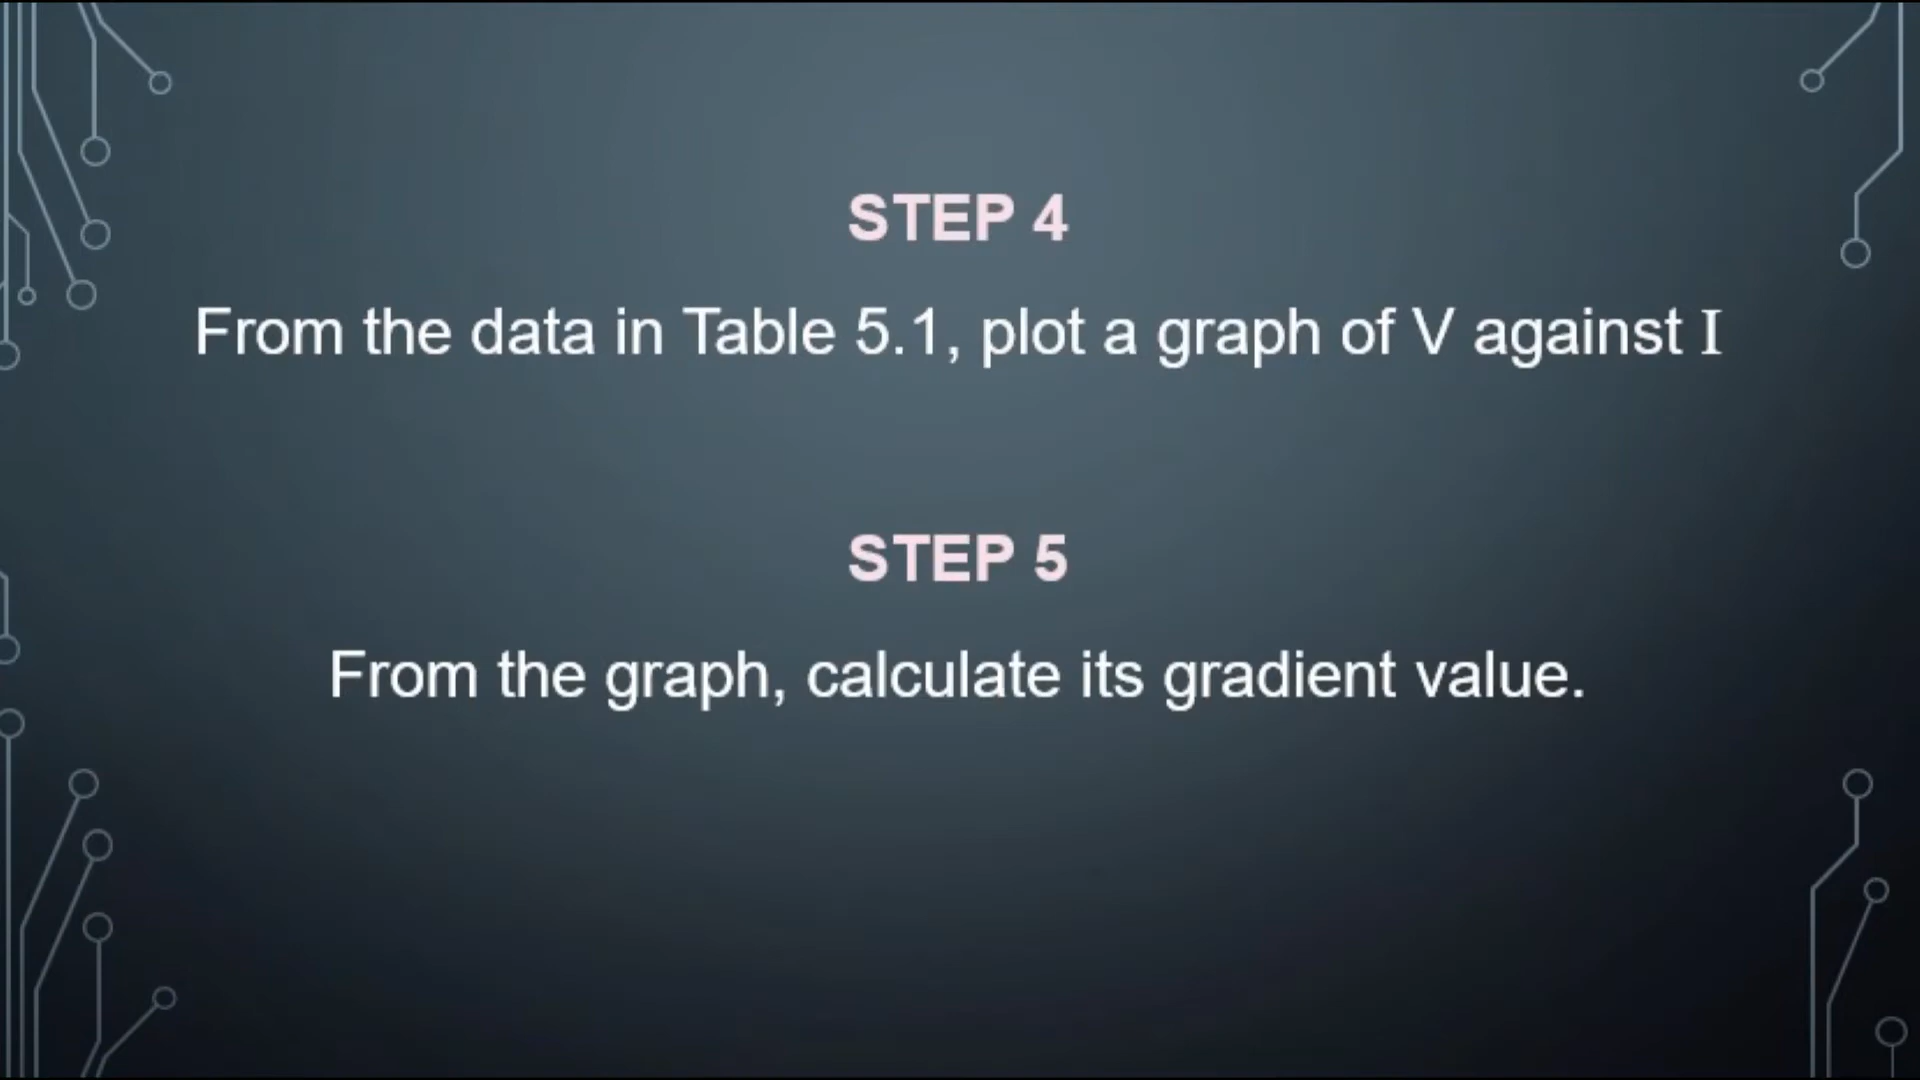 STEP 4
From the data in Table 5.1, plot a graph of V against I
STEP 5
From the graph, calculate its gradient value.